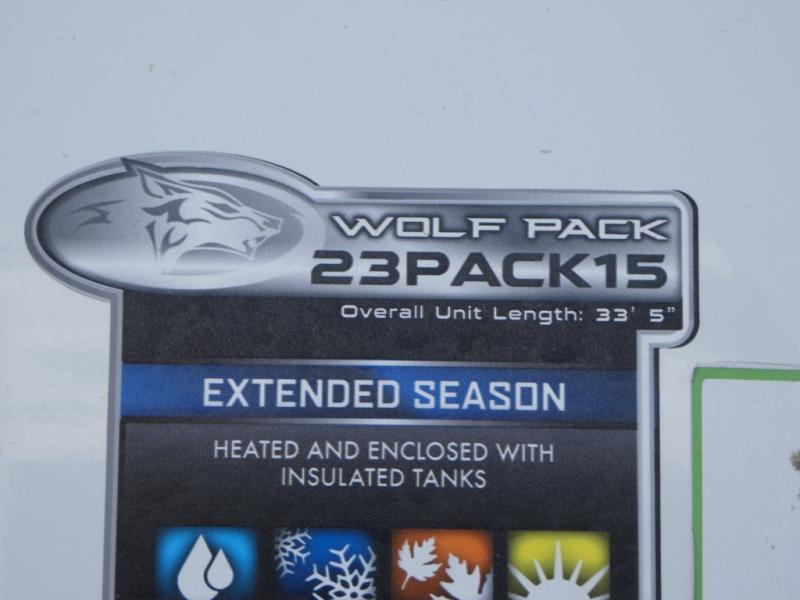 WOLF PACK
23PACK15
Overall Unit Length: 33' 5"
EXTENDED SEASON
HEATED AND ENCLOSED WITH
INSULATED TANKS